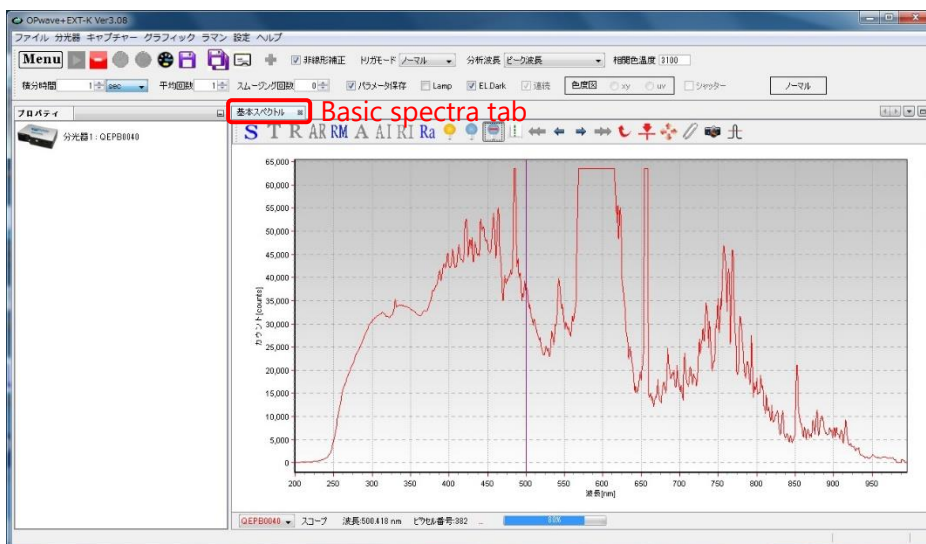 OPwave+EXT-K Ver3.08
ファイル 分光器 キャプチャー グラフィック ラマン 設定 ヘルプ
Menu 非線形補正 トリガモード ノーマル 分析波長 ピーク波長 相関色温度 3100
積分時間 1 sec 平均回数 1 スムージング回数 0 パラメータ保存 Lamp ELDark 連続 色度図 xy uv シャッター ノーマル
プロパティ 基本スペクトル Basic spectra tab
分光器1:QEPB0040 S T R AR RM A AI RI Ra
65,000
60,000
55,000
50,000
45,000
40,000
35,000
30,000
25,000
20,000
15,000
10,000
5,000
0
カウント[counts]
200 250 300 350 400 450 500 550 600 650 700 750 800 850 900 950
波長[nm]
QEPB0040 スコープ 波長:500.418 nm ピクセル番号:382 ...